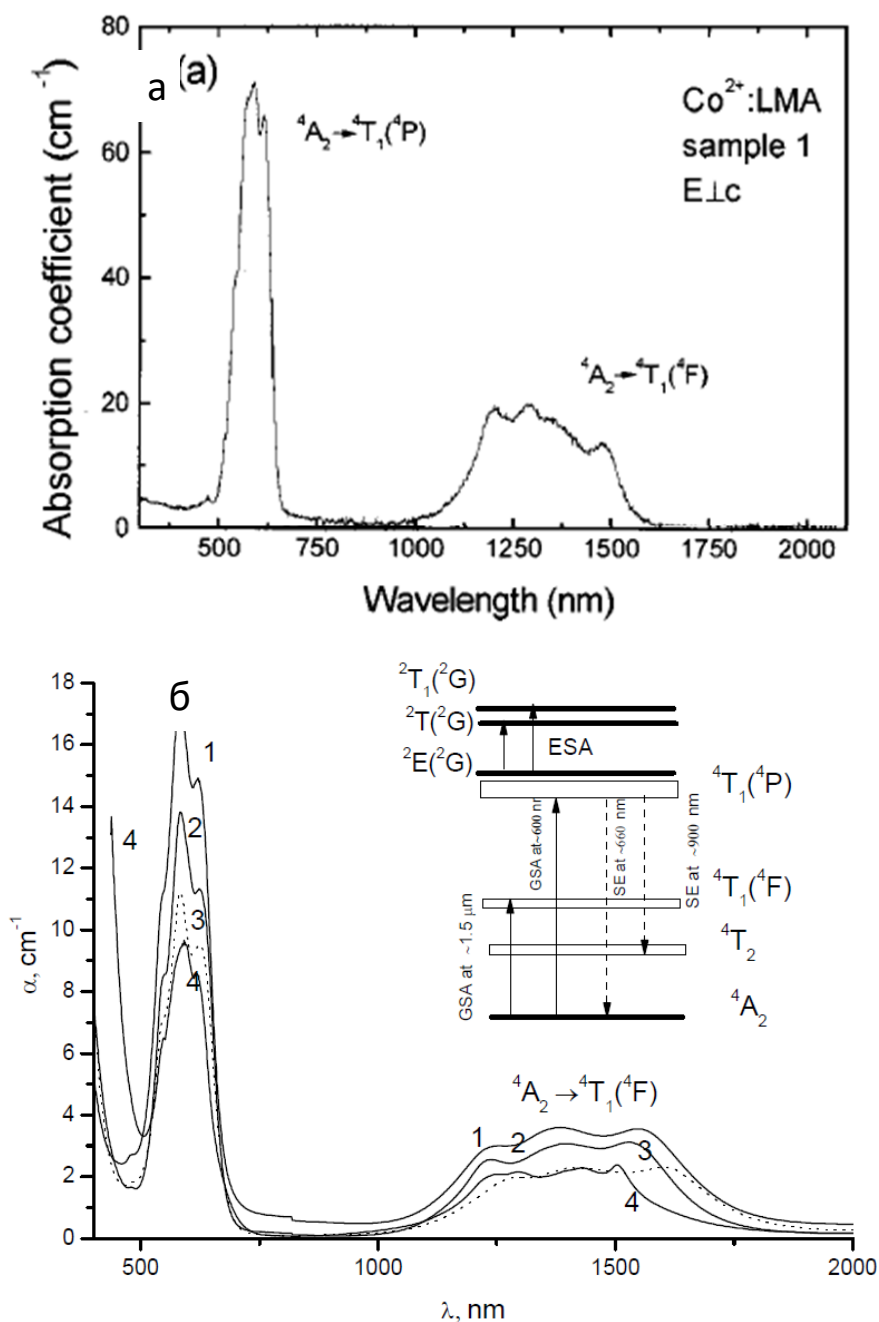 80
60
40
20
0
Absorption coefficient (cm⁻¹)
а (a)
⁴A₂→⁴T₁(⁴P)
Co²⁺:LMA
sample 1
E⊥c
⁴A₂→⁴T₁(⁴F)
500 750 1000 1250 1500 1750 2000
Wavelength (nm)
18
16
14
12
10
8
6
4
2
0
α, cm⁻¹
б
1
2
3
4
4
²T₁(²G)
²T(²G)
²E(²G)
ESA
⁴T₁(⁴P)
GSA at~600 nm
SE at ~660 nm
SE at ~900 nm
⁴T₁(⁴F)
GSA at ~1.5 μm
⁴T₂
⁴A₂
⁴A₂→⁴T₁(⁴F)
1 2 3
4
500 1000 1500 2000
λ, nm